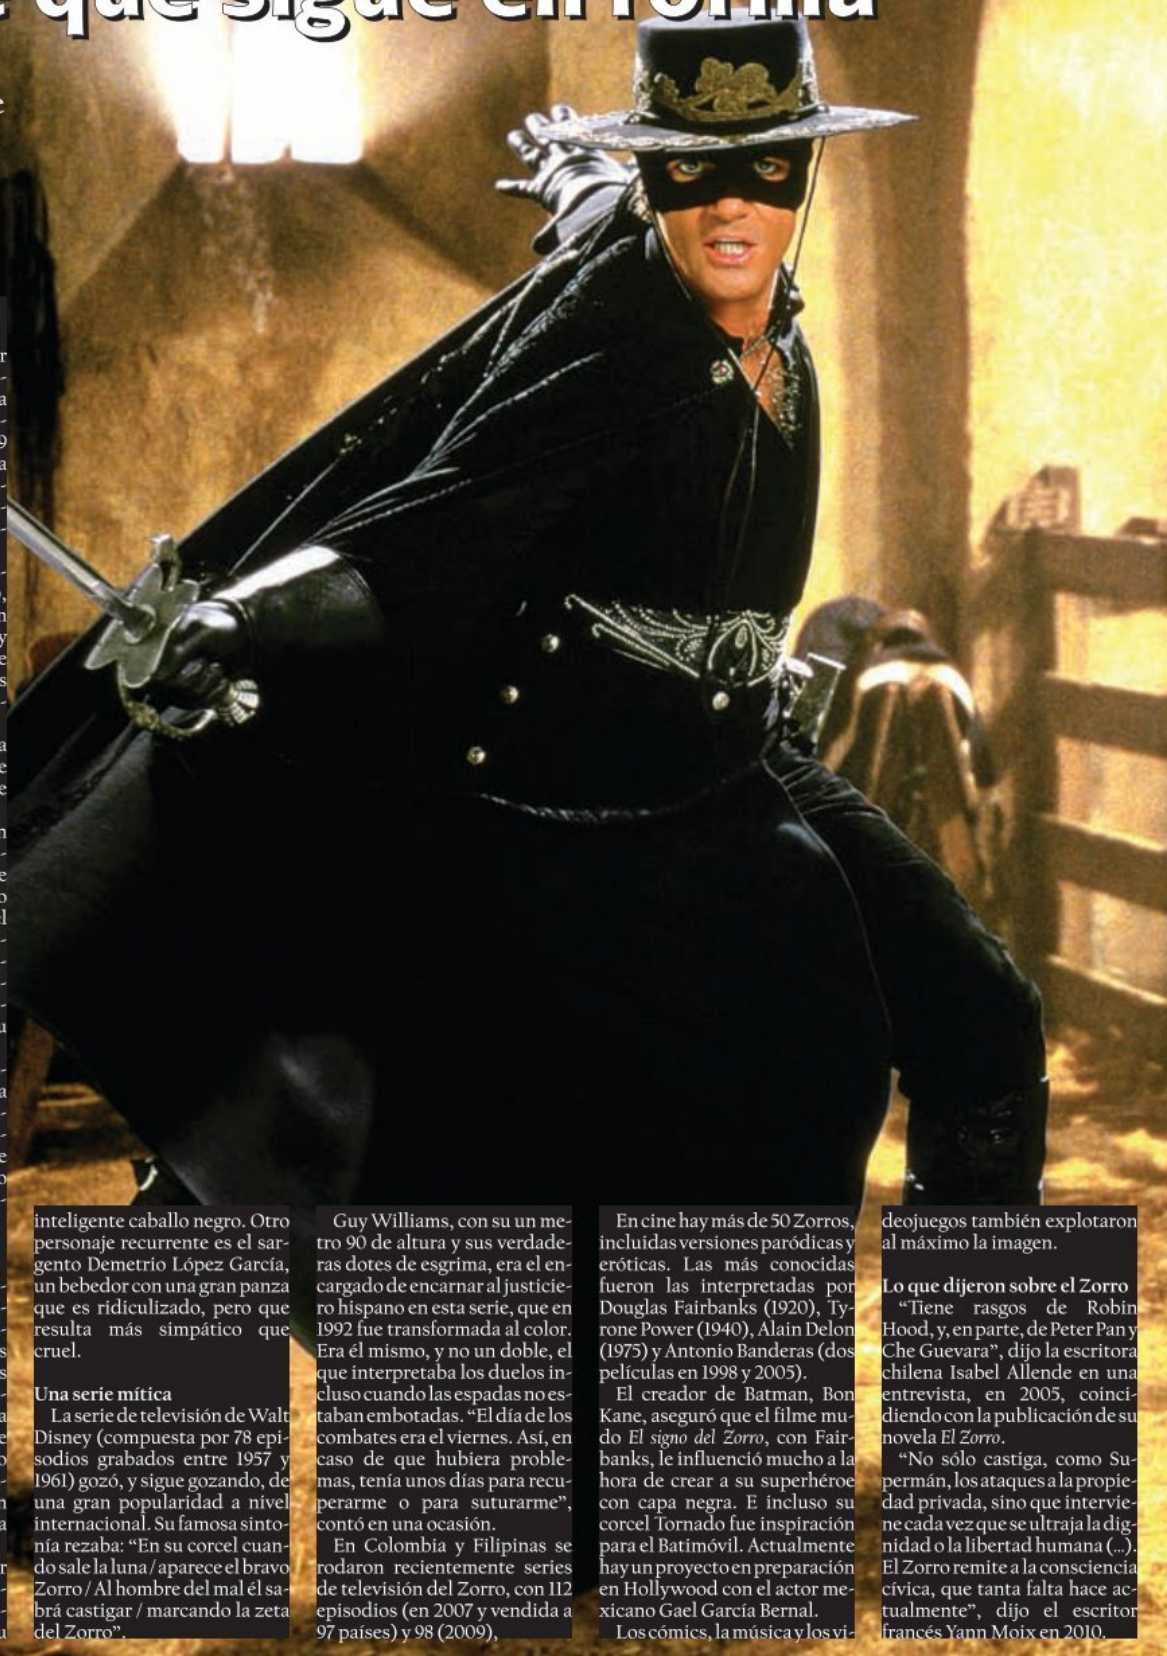 que sigue en forma
inteligente caballo negro. Otro
personaje recurrente es el sar-
gento Demetrio López García,
un bebedor con una gran panza
que es ridiculizado, pero que
resulta más simpático que
cruel.
Una serie mítica
La serie de televisión de Walt
Disney (compuesta por 78 epi-
sodios grabados entre 1957 y
1961) gozó, y sigue gozando, de
una gran popularidad a nivel
internacional. Su famosa sinto-
nía rezaba: “En su corcel cuan-
do sale la luna / aparece el bravo
Zorro / Al hombre del mal él sa-
brá castigar / marcando la zeta
del Zorro”.
Guy Williams, con su un me-
tro 90 de altura y sus verdade-
ras dotes de esgrima, era el en-
cargado de encarnar al justicie-
ro hispano en esta serie, que en
1992 fue transformada al color.
Era él mismo, y no un doble, el
que interpretaba los duelos in-
cluso cuando las espadas no es-
taban embotadas. “El día de los
combates era el viernes. Así, en
caso de que hubiera proble-
mas, tenía unos días para recu-
perarme o para suturarme”,
contó en una ocasión.
En Colombia y Filipinas se
rodaron recientemente series
de televisión del Zorro, con 112
episodios (en 2007 y vendida a
97 países) y 98 (2009),
En cine hay más de 50 Zorros,
incluidas versiones paródicas y
eróticas. Las más conocidas
fueron las interpretadas por
Douglas Fairbanks (1920), Ty-
rone Power (1940), Alain Delon
(1975) y Antonio Banderas (dos
películas en 1998 y 2005).
El creador de Batman, Bon
Kane, aseguró que el filme mu-
do El signo del Zorro, con Fair-
banks, le influenció mucho a la
hora de crear a su superhéroe
con capa negra. E incluso su
corcel Tornado fue inspiración
para el Batimóvil. Actualmente
hay un proyecto en preparación
en Hollywood con el actor me-
xicano Gael García Bernal.
Los cómics, la música y los vi-
deojuegos también explotaron
al máximo la imagen.
Lo que dijeron sobre el Zorro
“Tiene rasgos de Robin
Hood, y, en parte, de Peter Pan y
Che Guevara”, dijo la escritora
chilena Isabel Allende en una
entrevista, en 2005, coinci-
diendo con la publicación de su
novela El Zorro.
“No sólo castiga, como Su-
permán, los ataques a la propie-
dad privada, sino que intervie-
ne cada vez que se ultraja la dig-
nidad o la libertad humana (...).
El Zorro remite a la consciencia
cívica, que tanta falta hace ac-
tualmente”, dijo el escritor
francés Yann Moix en 2010.